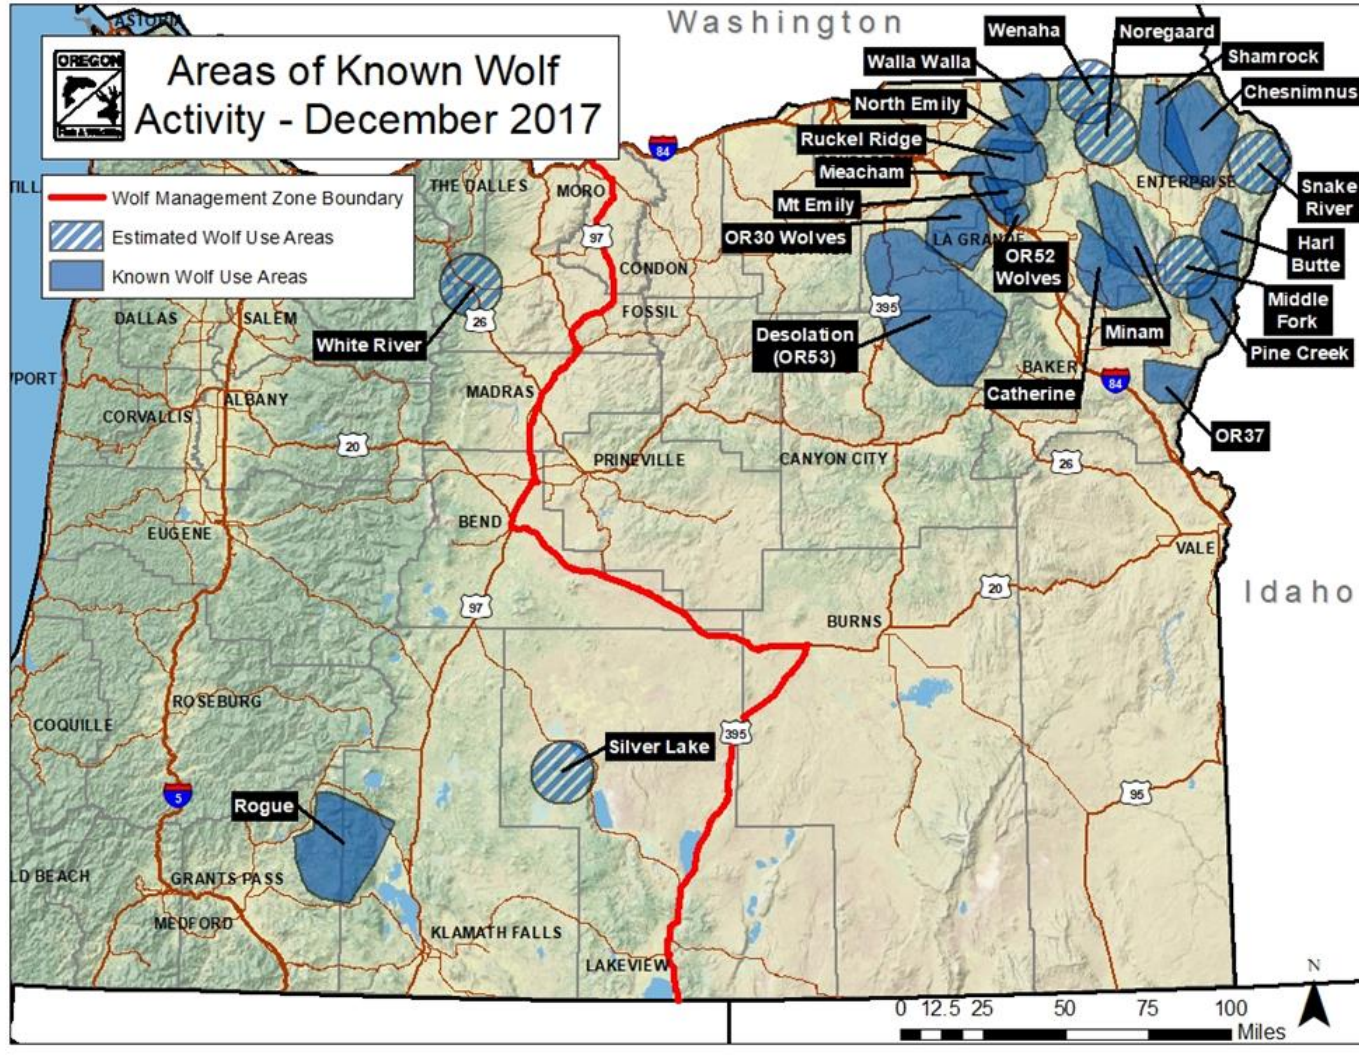 Washington
ASTORIA
OREGON
Fish & Wildlife
Areas of Known Wolf
Activity - December 2017
Wolf Management Zone Boundary
Estimated Wolf Use Areas
Known Wolf Use Areas
84
Wenaha
Noregaard
Shamrock
Walla Walla
Chesnimnus
North Emily
Ruckel Ridge
Meacham
Mt Emily
OR30 Wolves
OR52
Wolves
ENTERPRISE
Snake
River
Harl
Butte
Middle
Fork
Pine Creek
Minam
LA GRANDE
TILL
THE DALLES
MORO
97
CONDON
FOSSIL
395
Desolation
(OR53)
White River
26
DALLAS
SALEM
BAKER
84
Catherine
OR37
PORT
MADRAS
ALBANY
CORVALLIS
20
PRINEVILLE
CANYON CITY
26
BEND
EUGENE
VALE
Idaho
97
20
BURNS
ROSEBURG
COQUILLE
395
Silver Lake
5
Rogue
95
LD BEACH
GRANTS PASS
MEDFORD
KLAMATH FALLS
LAKEVIEW
N
0 12.5 25 50 75 100
Miles